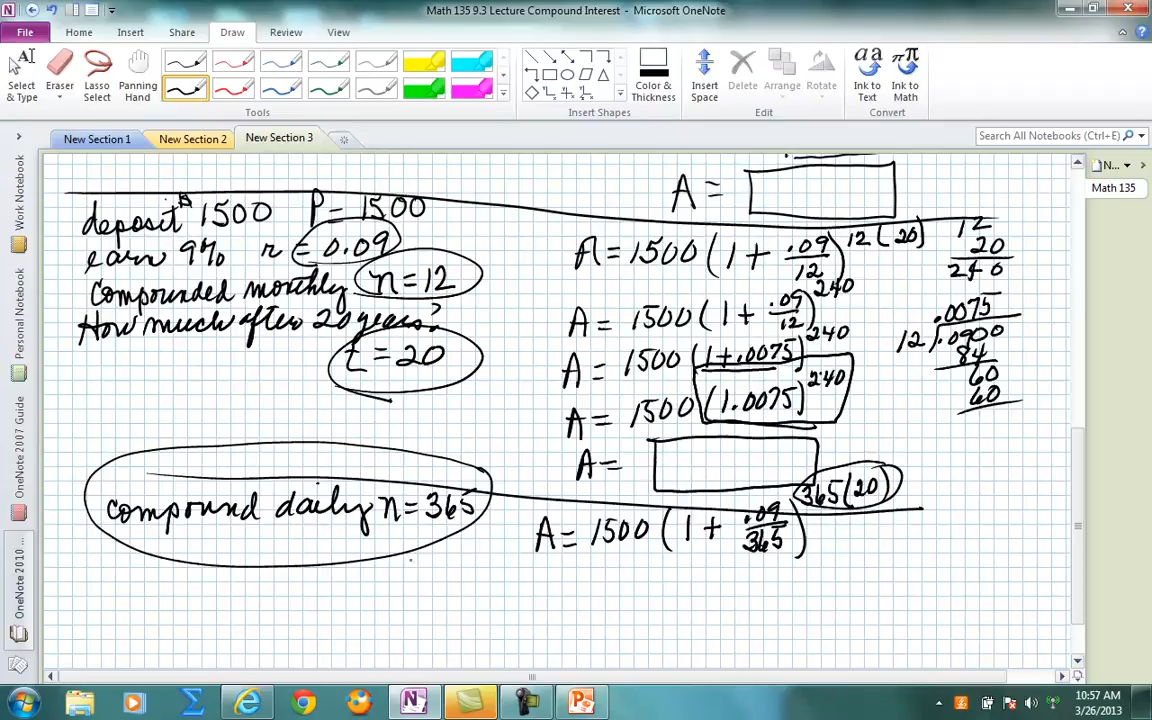 Math 135 9.3 Lecture Compound Interest - Microsoft OneNote
File Home Insert Share Draw Review View
Select & Type
Eraser
Lasso Select
Panning Hand
Color & Thickness
Insert Space
Delete
Arrange
Rotate
Ink to Text
Ink to Math
Tools
Insert Shapes
Edit
Convert
New Section 1
New Section 2
New Section 3
Search All Notebooks (Ctrl+E)
N...
Math 135
Work Notebook
Personal Notebook
OneNote 2007 Guide
OneNote 2010 ...
A =
deposit $1500 P = 1500
earn 9% r = 0.09
Compounded monthly n = 12
How much after 20 years?
t = 20
A = 1500 (1 + .09/12)^12(20)
A = 1500 (1 + .09/12)^240
A = 1500 (1 + .0075)^240
A = 1500 (1.0075)^240
A =
12
20
240
.0075
12 .0900
84
60
60
compound daily n = 365
A = 1500 (1 + .09/365)^365(20)
10:57 AM
3/26/2013